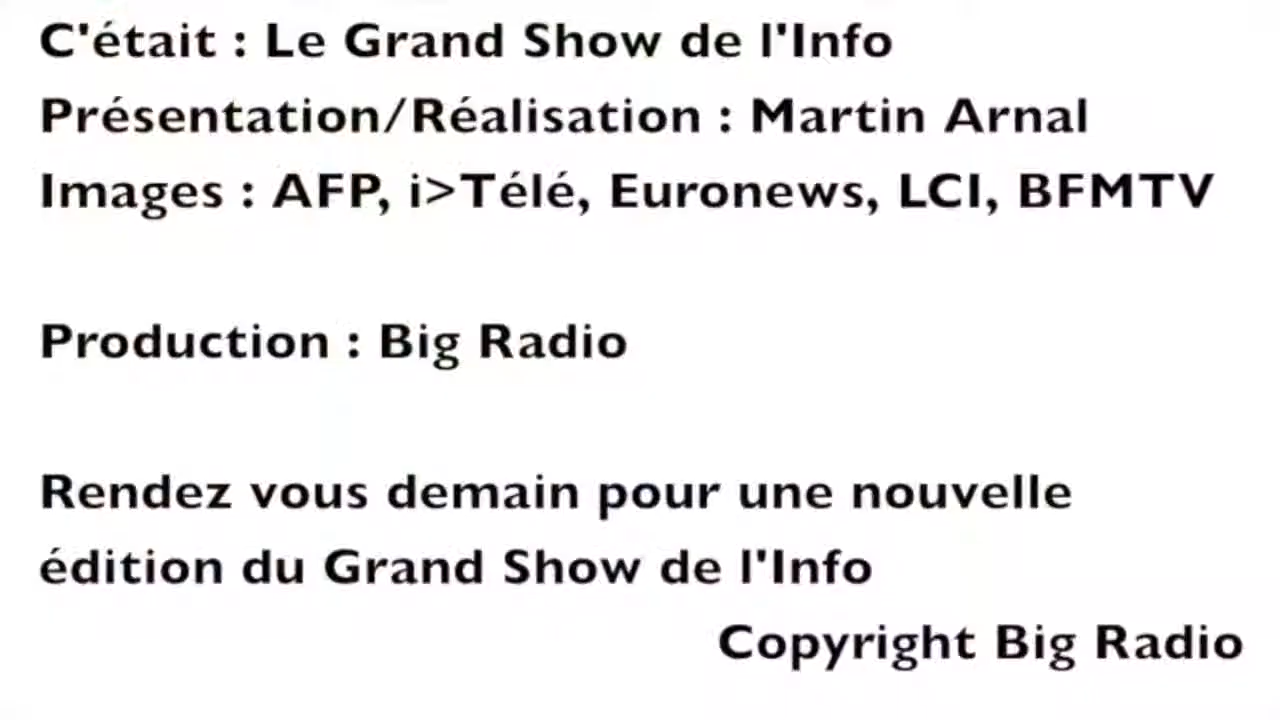 C'était : Le Grand Show de l'Info
Présentation/Réalisation : Martin Arnal
Images : AFP, i>Télé, Euronews, LCI, BFMTV
Production : Big Radio
Rendez vous demain pour une nouvelle
édition du Grand Show de l'Info
Copyright Big Radio